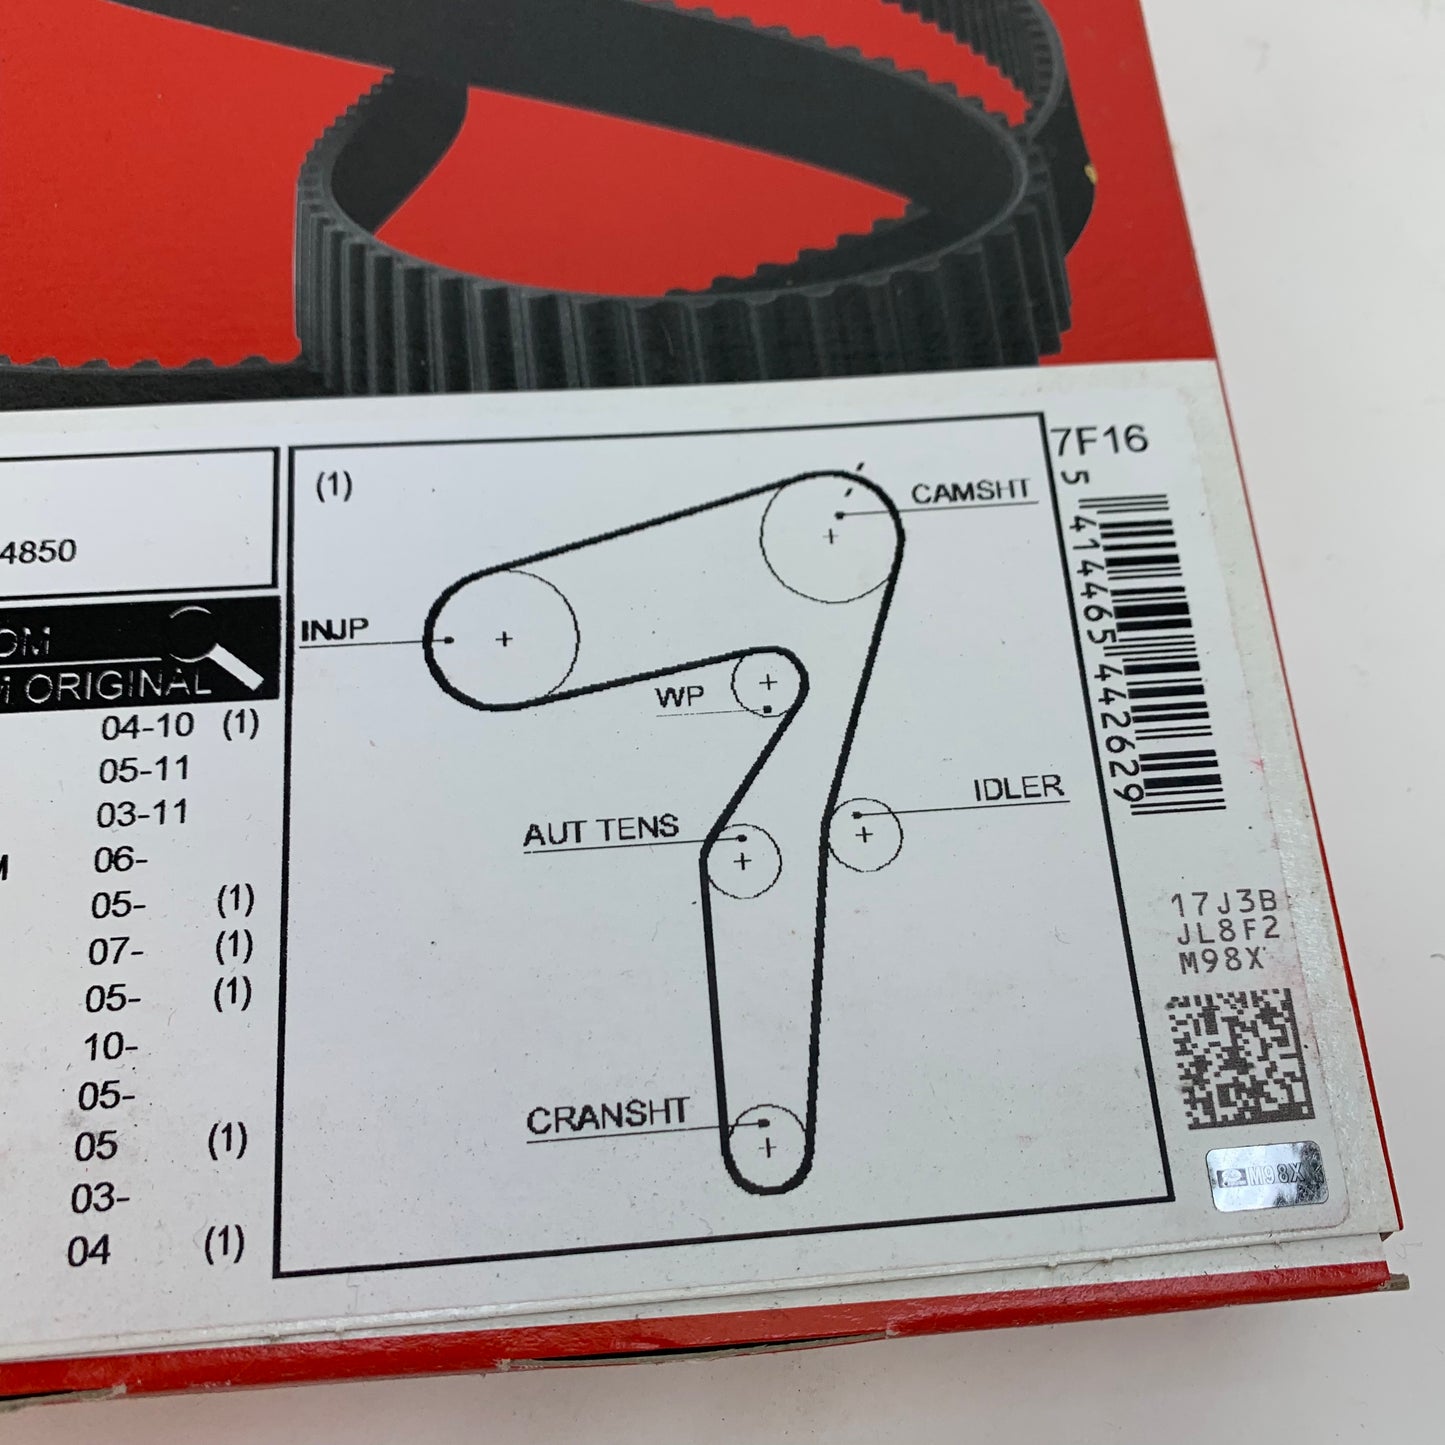 4850
OM
i ORIGINAL
04-10 (1)
05-11
03-11
M 06-
05- (1)
07- (1)
05- (1)
10-
05-
05 (1)
03-
04 (1)
(1)
CAMSHT
INJP
WP
IDLER
AUT TENS
CRANSHT
7F16
5 414465 442629
17J3B
JL8F2
M98X
M98X